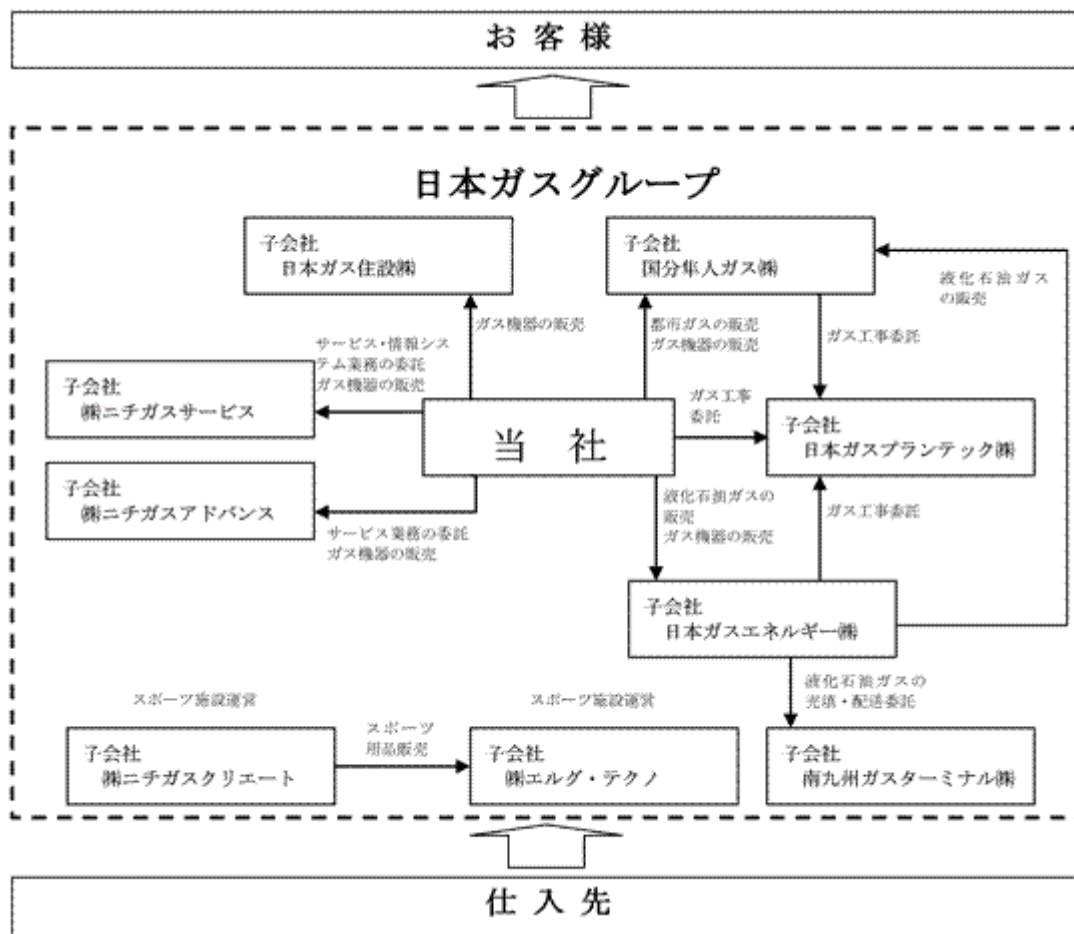 お客様
日本ガスグループ
子会社
日本ガス住設㈱
子会社
国分隼人ガス㈱
液化石油ガス
の販売
ガス機器の販売
都市ガスの販売
ガス機器の販売
ガス工事委託
サービス・情報シス
テム業務の委託
ガス機器の販売
子会社
㈱ニチガスサービス
当社
ガス工事
委託
子会社
日本ガスプランテック㈱
子会社
㈱ニチガスアドバンス
サービス業務の委託
ガス機器の販売
液化石油ガスの
販売
ガス機器の販売
ガス工事委託
子会社
日本ガスエネルギー㈱
液化石油ガスの
充填・配送委託
スポーツ施設運営
スポーツ施設運営
子会社
㈱ニチガスクリエート
スポーツ
用品販売
子会社
㈱エルグ・テクノ
子会社
南九州ガスターミナル㈱
仕入先